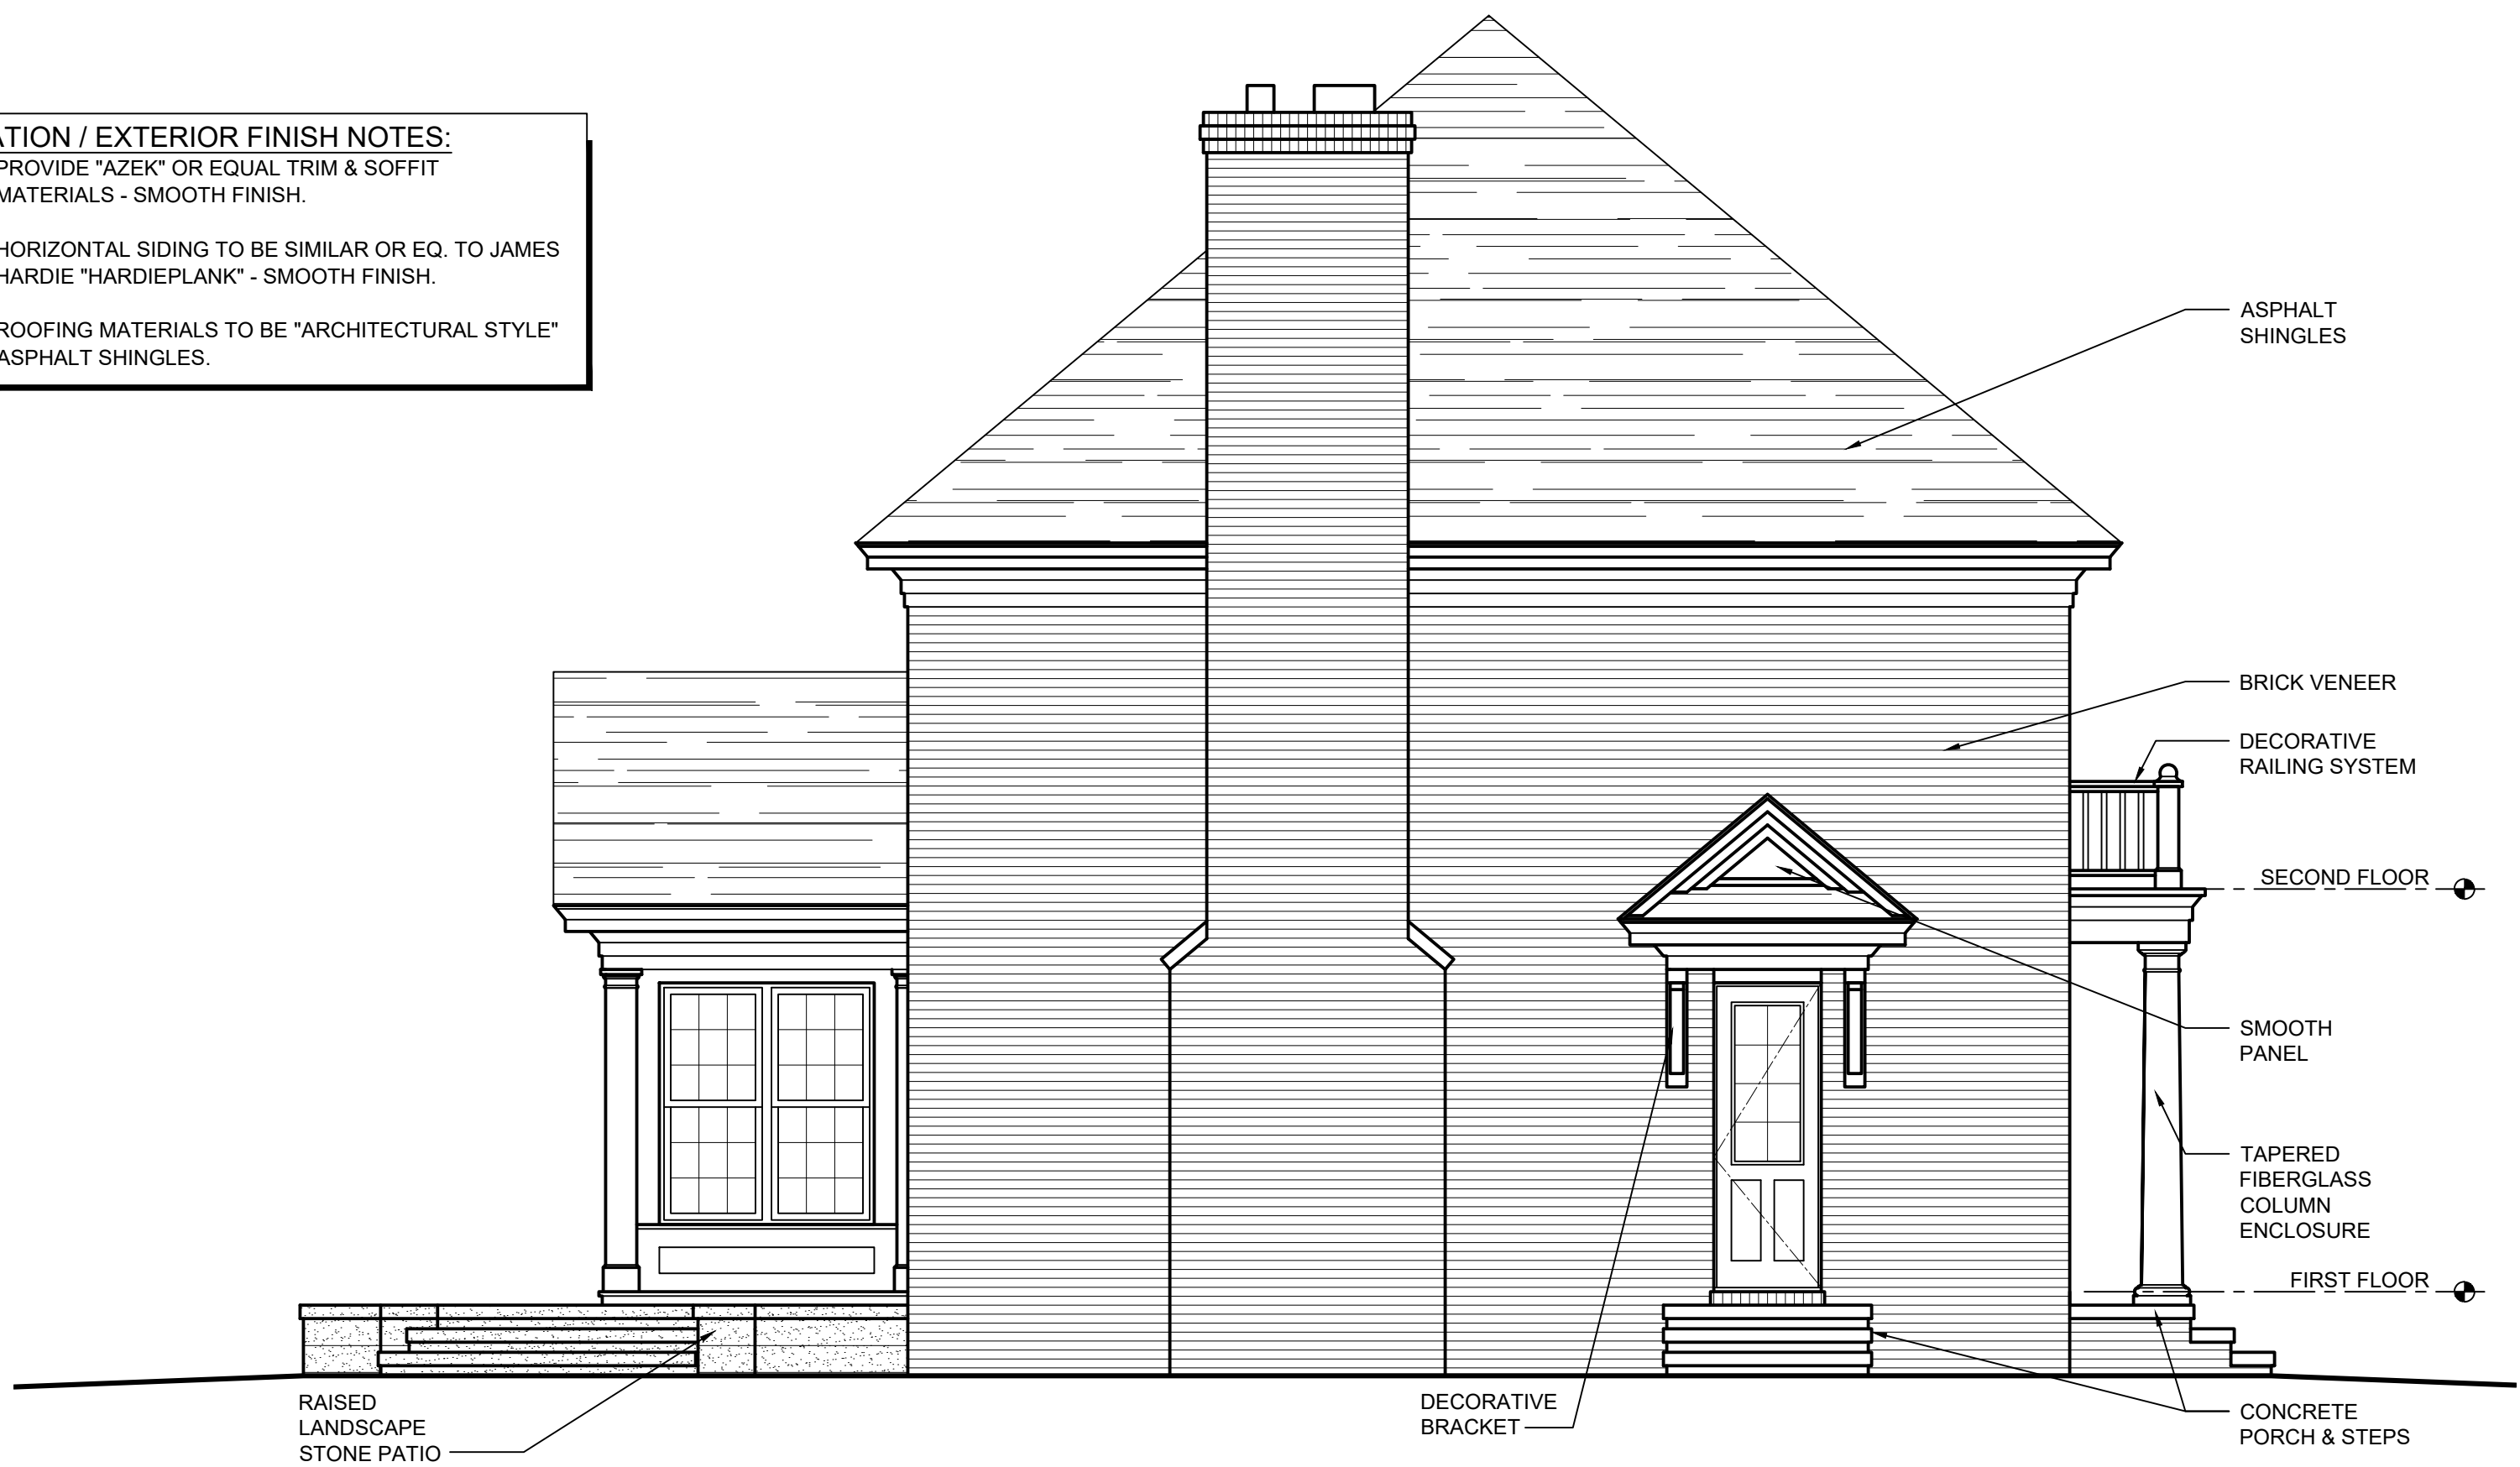 ATION / EXTERIOR FINISH NOTES:
PROVIDE "AZEK" OR EQUAL TRIM & SOFFIT
MATERIALS - SMOOTH FINISH.
HORIZONTAL SIDING TO BE SIMILAR OR EQ. TO JAMES
HARDIE "HARDIEPLANK" - SMOOTH FINISH.
ROOFING MATERIALS TO BE "ARCHITECTURAL STYLE"
ASPHALT SHINGLES.
ASPHALT
SHINGLES
BRICK VENEER
DECORATIVE
RAILING SYSTEM
SECOND FLOOR
SMOOTH
PANEL
TAPERED
FIBERGLASS
COLUMN
ENCLOSURE
FIRST FLOOR
RAISED
LANDSCAPE
STONE PATIO
DECORATIVE
BRACKET
CONCRETE
PORCH & STEPS